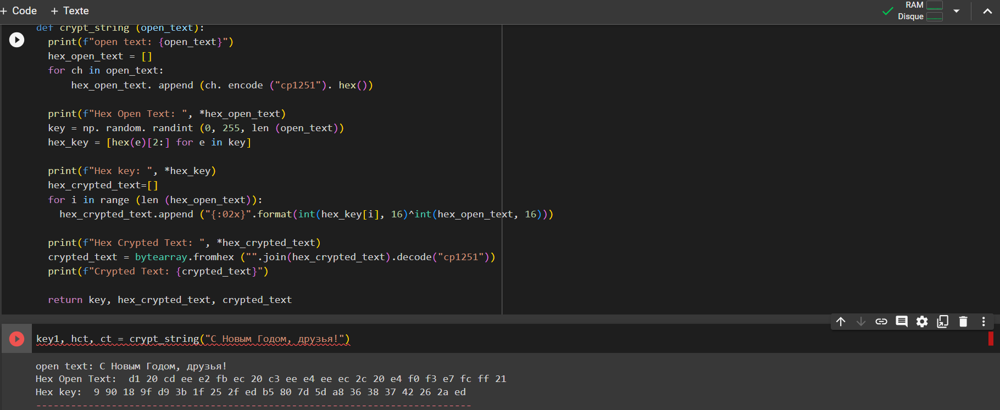 + Code + Texte
RAM
Disque
def crypt_string (open_text):
print(f"open text: {open_text}")
hex_open_text = []
for ch in open_text:
hex_open_text. append (ch. encode ("cp1251"). hex())
print(f"Hex Open Text: ", *hex_open_text)
key = np. random. randint (0, 255, len (open_text))
hex_key = [hex(e)[2:] for e in key]
print(f"Hex key: ", *hex_key)
hex_crypted_text=[]
for i in range (len (hex_open_text)):
hex_crypted_text.append ("{:02x}".format(int(hex_key[i], 16)^int(hex_open_text, 16)))
print(f"Hex Crypted Text: ", *hex_crypted_text)
crypted_text = bytearray.fromhex ("".join(hex_crypted_text).decode("cp1251"))
print(f"Crypted Text: {crypted_text}")
return key, hex_crypted_text, crypted_text
key1, hct, ct = crypt_string("С Новым Годом, друзья!")
open text: С Новым Годом, друзья!
Hex Open Text:  d1 20 cd ee e2 fb ec 20 c3 ee e4 ee ec 2c 20 e4 f0 f3 e7 fc ff 21
Hex key:  9 90 18 9f d9 3b 1f 25 2f ed b5 80 7d 5d a8 36 38 37 42 26 2a ed
---------------------------------------------------------------------------